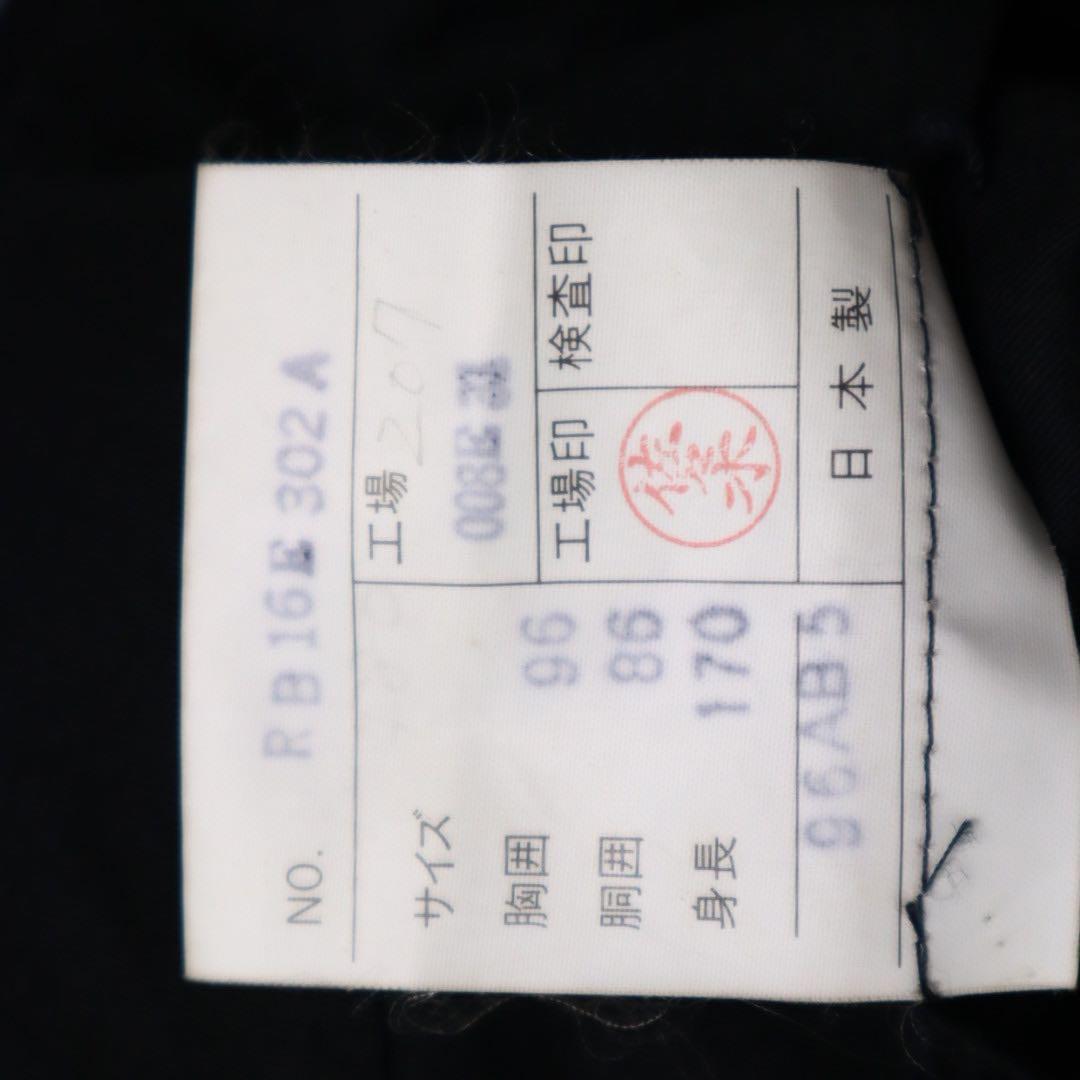 NO. RB16E302A
サイズ
胸囲 96
胴囲 86
身長 170
96AB5
工場 207
工場印
検査印
日本製